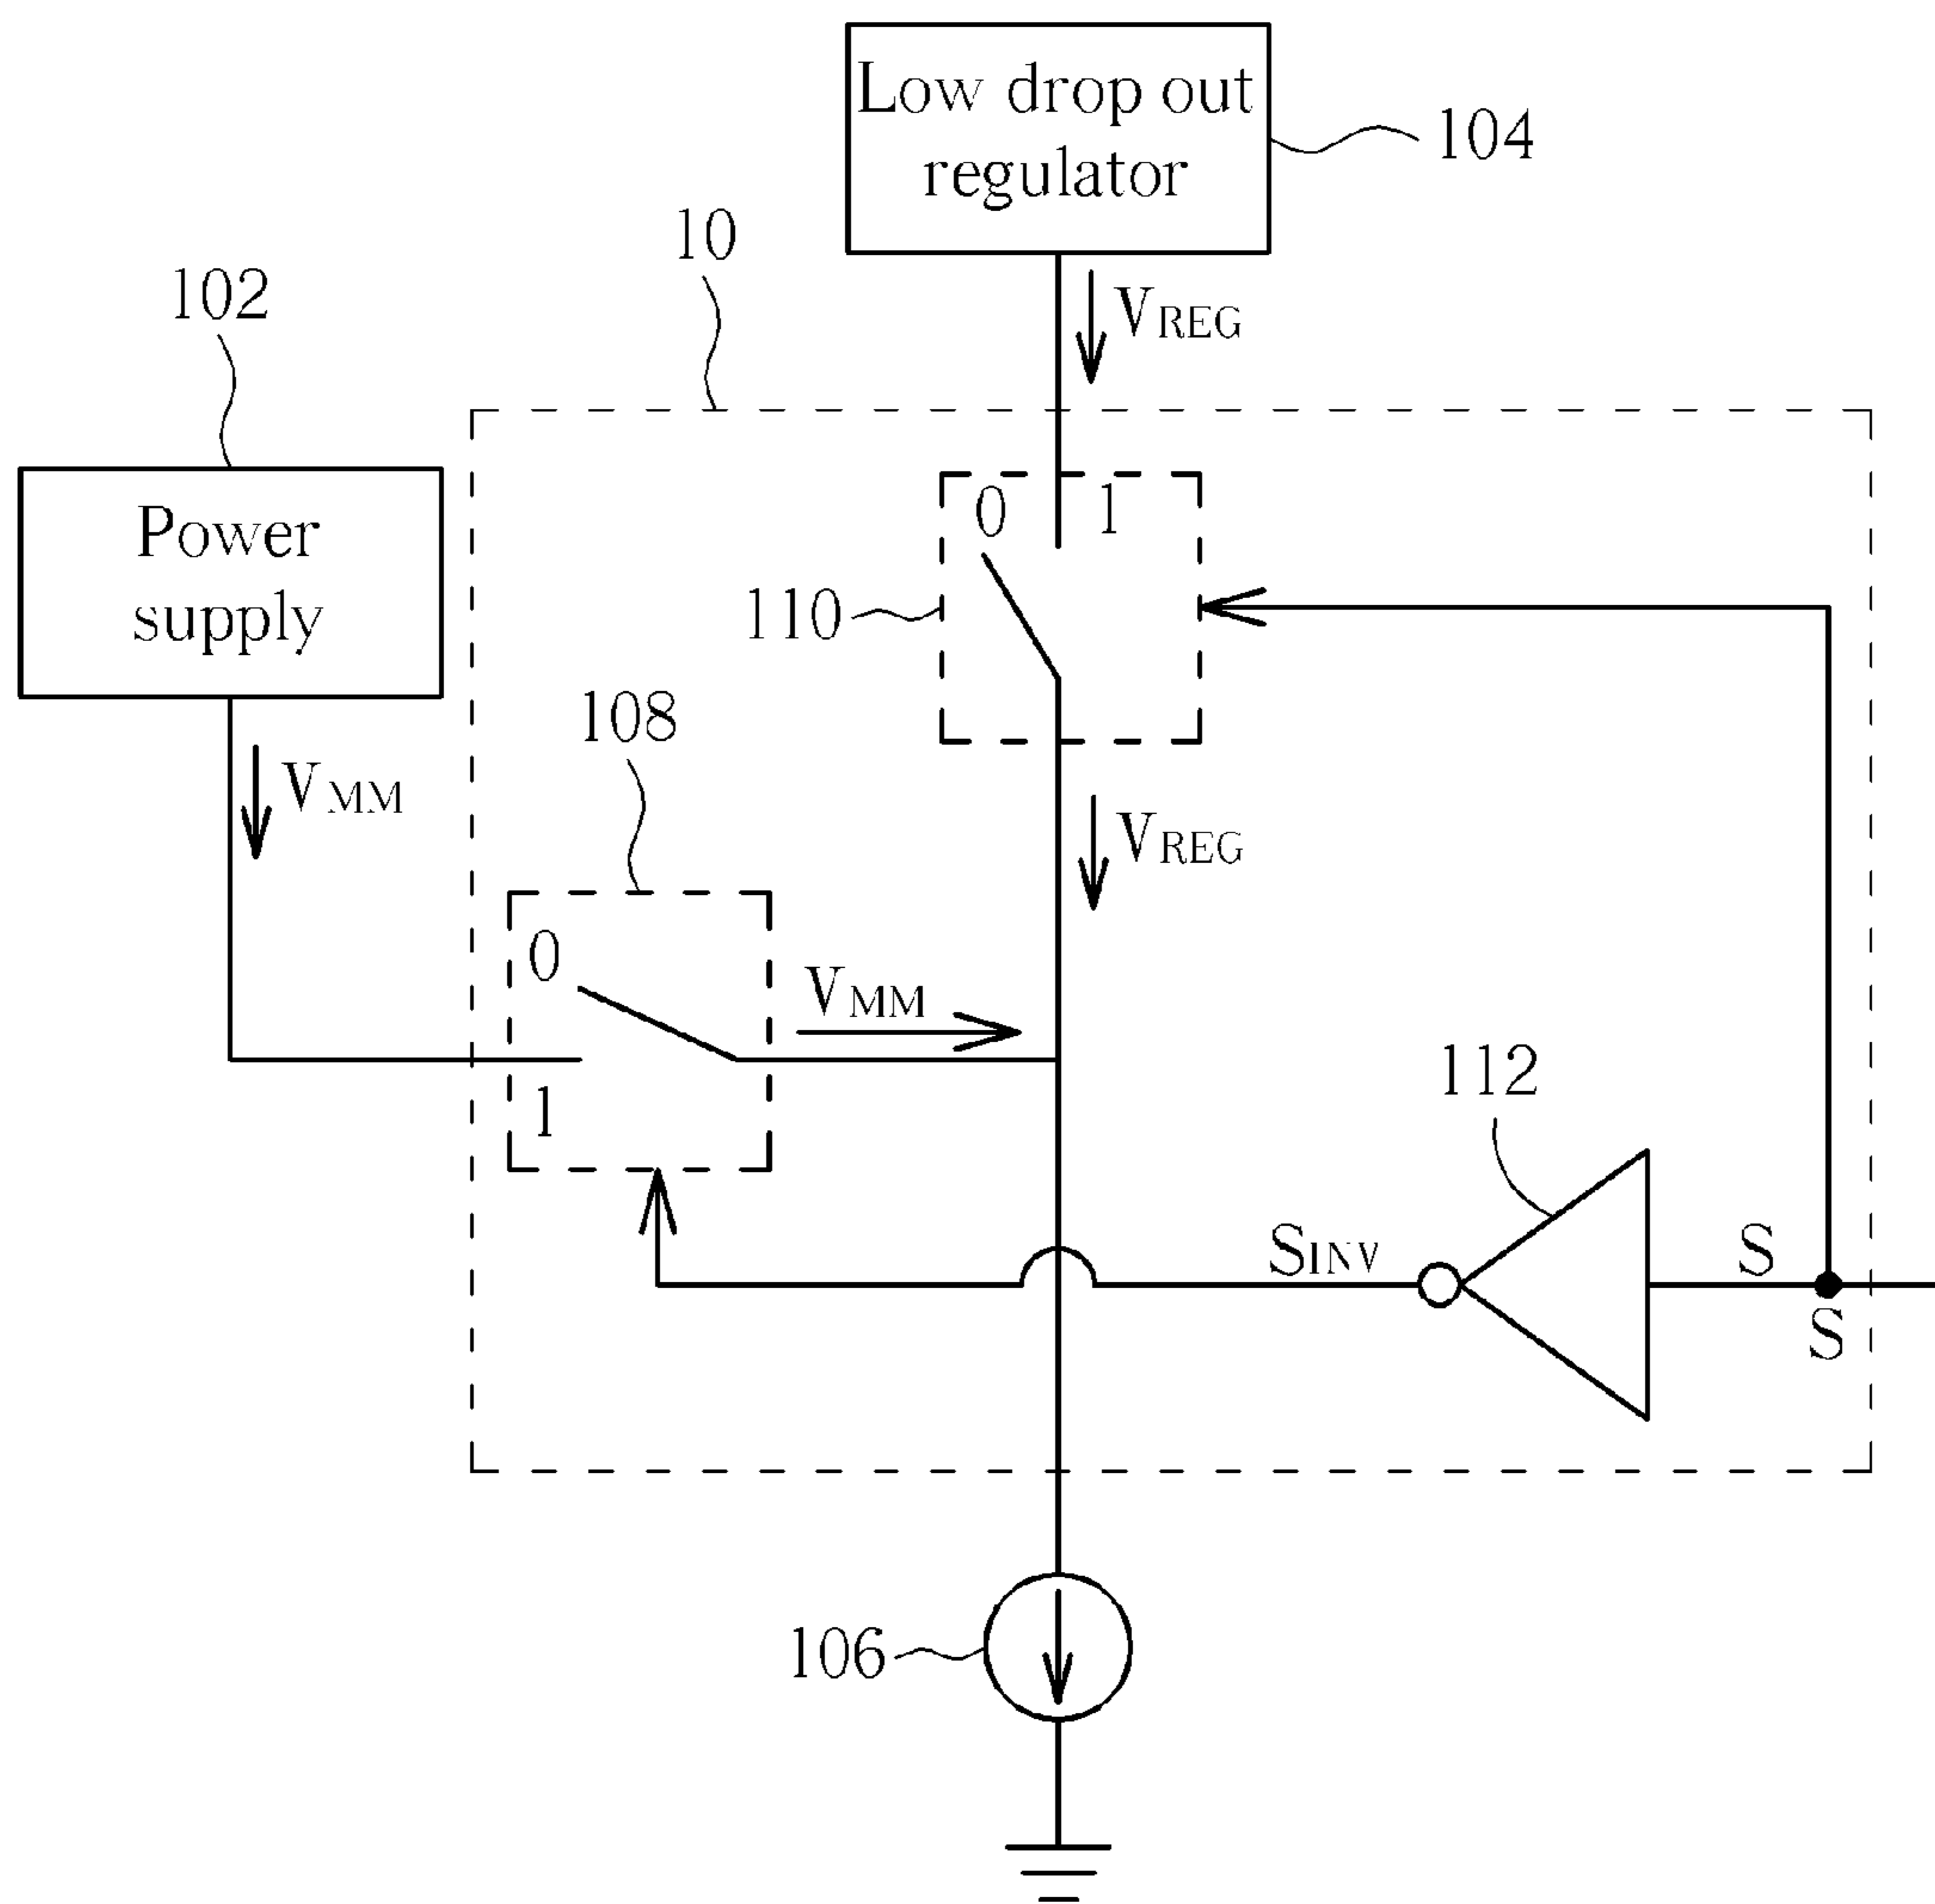 Low drop out
regulator
104
10
102
VREG
Power
supply
0 1
110
108
VMM
VREG
0
VMM
1
112
SINV
S
S
106